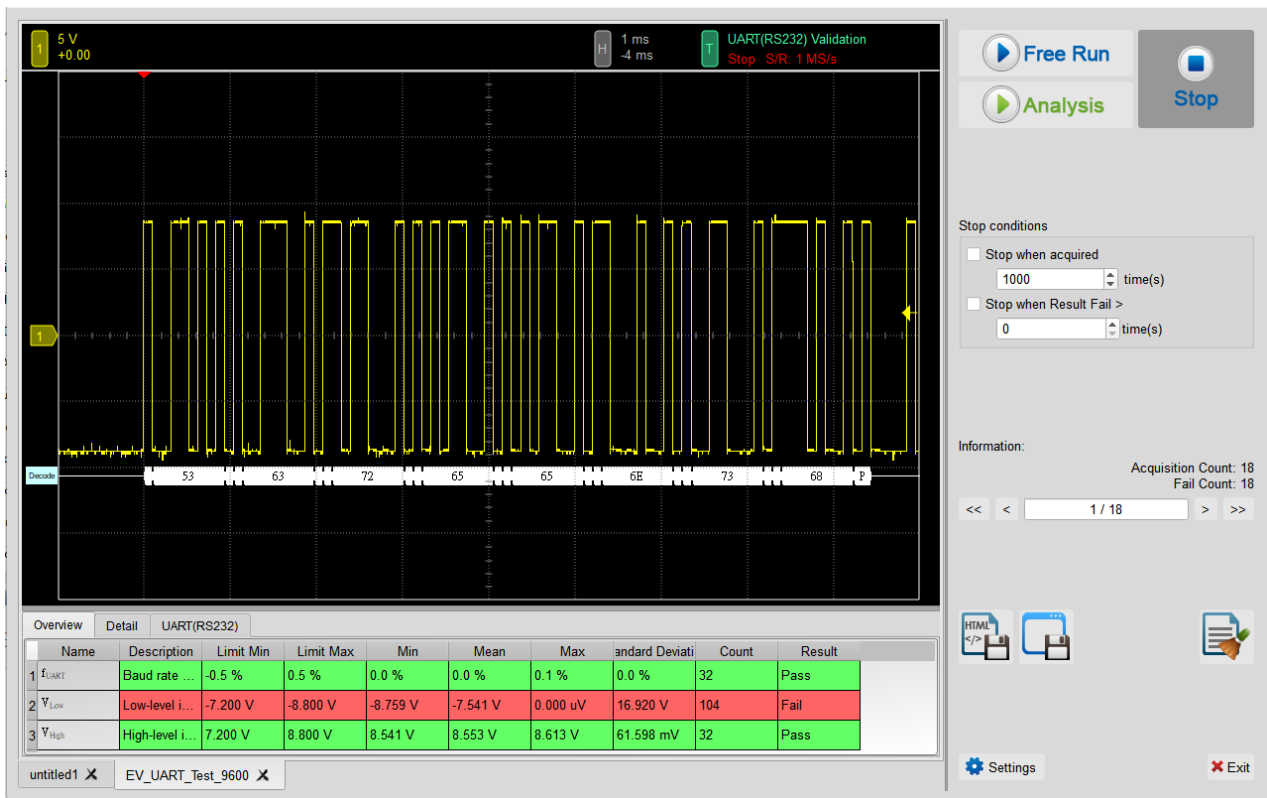 1
5 V
+0.00
H
1 ms
-4 ms
T
UART(RS232) Validation
Stop S/R: 1 MS/s
Free Run
Analysis
Stop
Stop conditions
Stop when acquired
1000 time(s)
Stop when Result Fail >
0 time(s)
1
Decode 53 63 72 65 65 6E 73 68 P
Information:
Acquisition Count: 18
Fail Count: 18
<< < 1 / 18 > >>
HTML
</>
Overview Detail UART(RS232)
Name Description Limit Min Limit Max Min Mean Max andard Deviati Count Result
1 fUART Baud rate ... -0.5 % 0.5 % 0.0 % 0.0 % 0.1 % 0.0 % 32 Pass
2 VLow Low-level i... -7.200 V -8.800 V -8.759 V -7.541 V 0.000 uV 16.920 V 104 Fail
3 VHigh High-level i... 7.200 V 8.800 V 8.541 V 8.553 V 8.613 V 61.598 mV 32 Pass
untitled1 X EV_UART_Test_9600 X
Settings
Exit